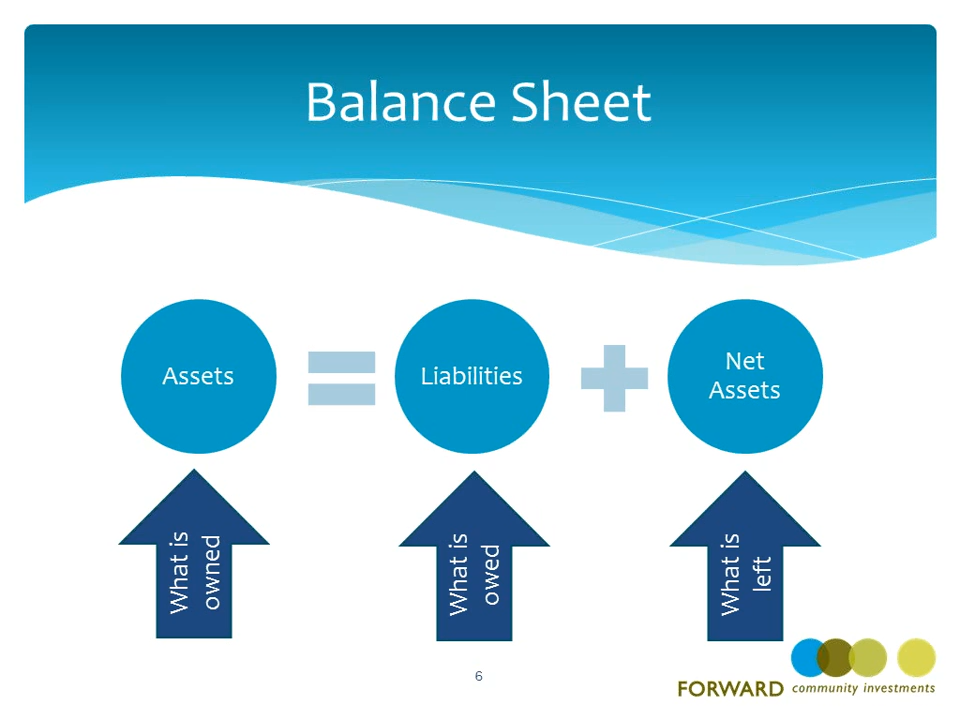 Balance Sheet
Assets
Liabilities
Net
Assets
What is
owned
What is
owed
What is
left
6
FORWARD community investments